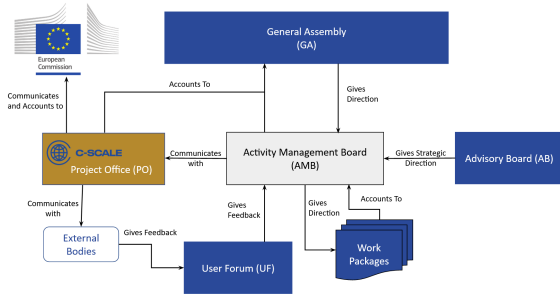 European
Commission
General Assembly
(GA)
Communicates
and Accounts to
Accounts To
Gives
Direction
C-SCALE
Project Office (PO)
Communicates
with
Activity Management Board
(AMB)
Gives Strategic
Direction
Advisory Board (AB)
Communicates
with
Gives
Feedback
Gives
Direction
Accounts To
External
Bodies
Gives Feedback
User Forum (UF)
Work
Packages